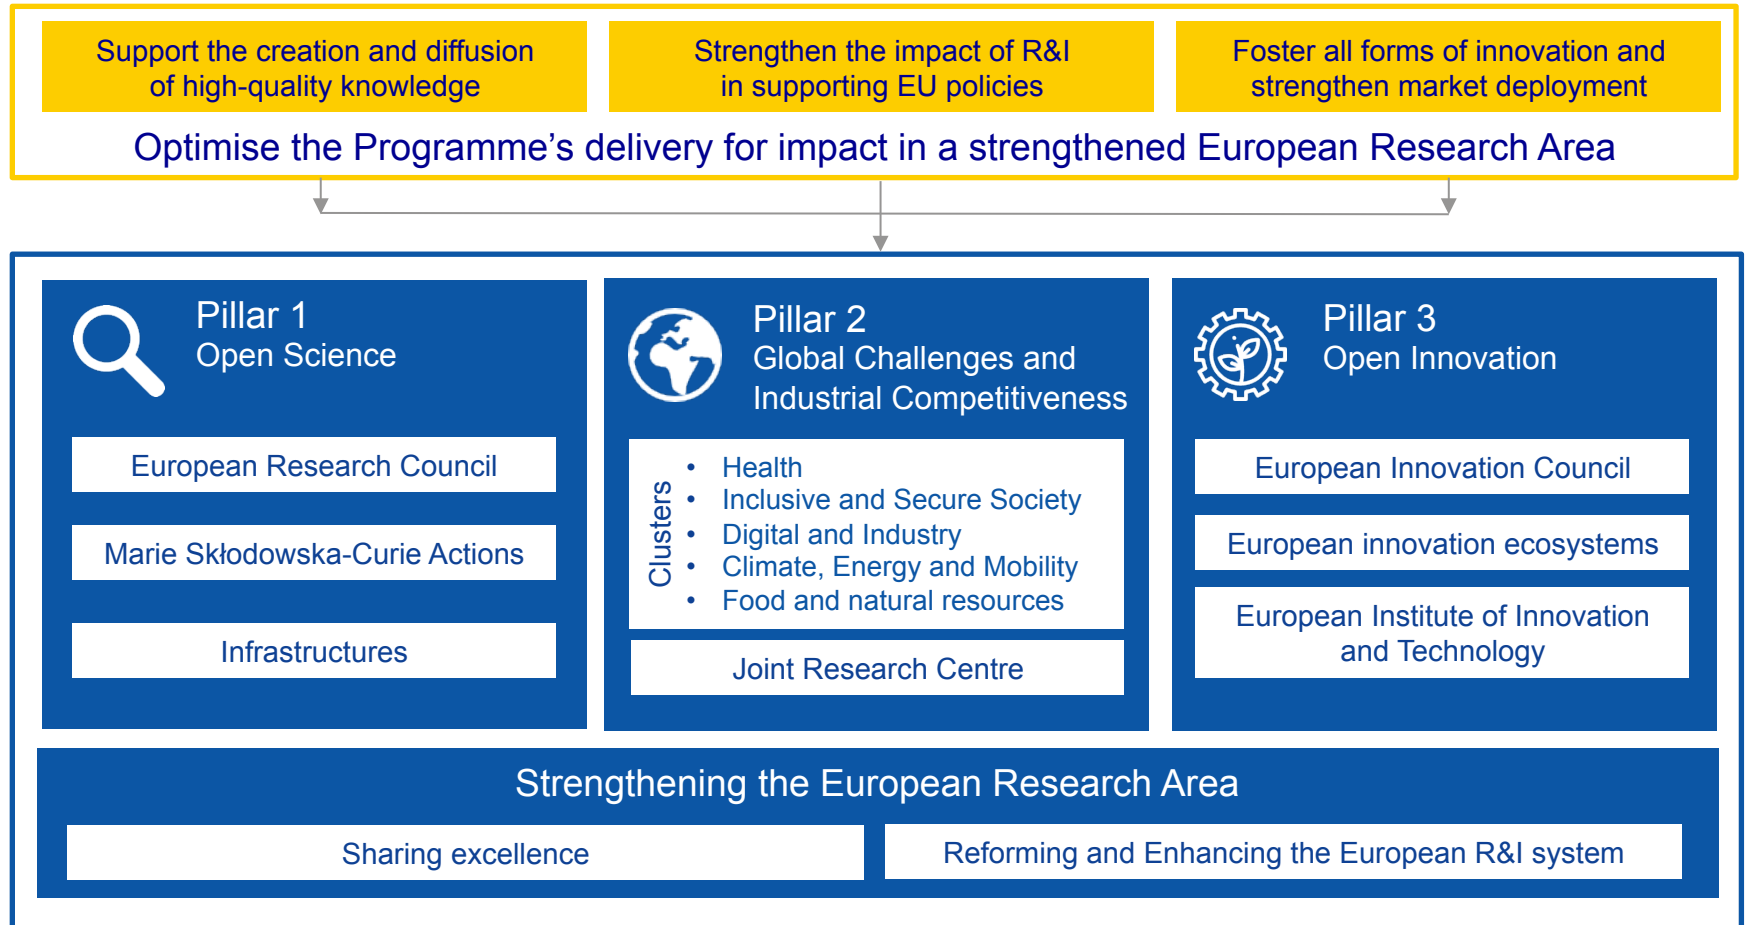 Support the creation and diffusion
of high-quality knowledge
Strengthen the impact of R&I
in supporting EU policies
Foster all forms of innovation and
strengthen market deployment
Optimise the Programme’s delivery for impact in a strengthened European Research Area
Pillar 1
Open Science
European Research Council
Marie Skłodowska-Curie Actions
Infrastructures
Pillar 2
Global Challenges and
Industrial Competitiveness
Clusters
• Health
• Inclusive and Secure Society
• Digital and Industry
• Climate, Energy and Mobility
• Food and natural resources
Joint Research Centre
Pillar 3
Open Innovation
European Innovation Council
European innovation ecosystems
European Institute of Innovation
and Technology
Strengthening the European Research Area
Sharing excellence
Reforming and Enhancing the European R&I system